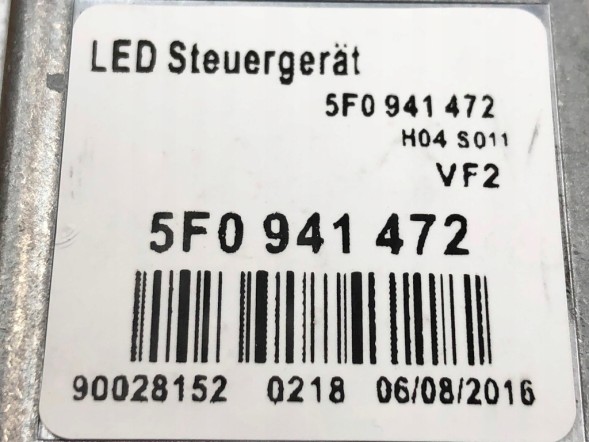 LED Steuergerät
5F0 941 472
H04 S011
VF2
5F0 941 472
90028152 0218 06/08/2016